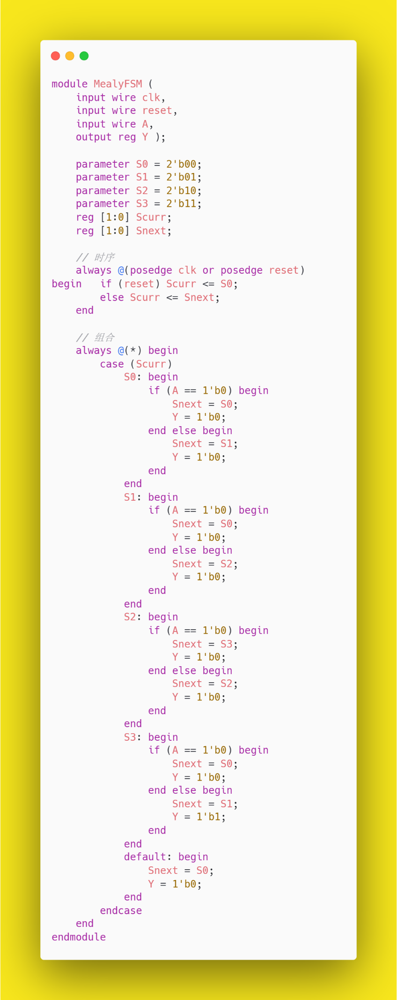 module MealyFSM (
    input wire clk,
    input wire reset,
    input wire A,
    output reg Y );

    parameter S0 = 2'b00;
    parameter S1 = 2'b01;
    parameter S2 = 2'b10;
    parameter S3 = 2'b11;
    reg [1:0] Scurr;
    reg [1:0] Snext;

    // 时序
    always @(posedge clk or posedge reset)
begin   if (reset) Scurr <= S0;
        else Scurr <= Snext;
    end

    // 组合
    always @(*) begin
        case (Scurr)
            S0: begin
                if (A == 1'b0) begin
                    Snext = S0;
                    Y = 1'b0;
                end else begin
                    Snext = S1;
                    Y = 1'b0;
                end
            end
            S1: begin
                if (A == 1'b0) begin
                    Snext = S0;
                    Y = 1'b0;
                end else begin
                    Snext = S2;
                    Y = 1'b0;
                end
            end
            S2: begin
                if (A == 1'b0) begin
                    Snext = S3;
                    Y = 1'b0;
                end else begin
                    Snext = S2;
                    Y = 1'b0;
                end
            end
            S3: begin
                if (A == 1'b0) begin
                    Snext = S0;
                    Y = 1'b0;
                end else begin
                    Snext = S1;
                    Y = 1'b1;
                end
            end
            default: begin
                Snext = S0;
                Y = 1'b0;
            end
        endcase
    end
endmodule